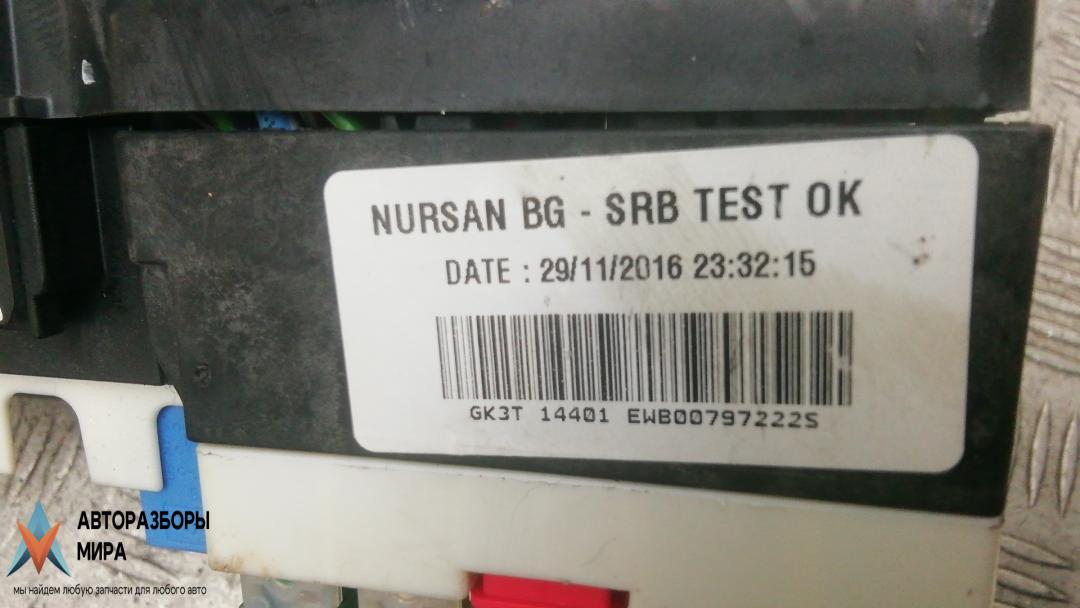 NURSAN BG - SRB TEST OK
DATE : 29/11/2016 23:32:15
GK3T 14401 EWB00797222S
АВТОРАЗБОРЫ
МИРА
мы найдем любую запчасти для любого авто